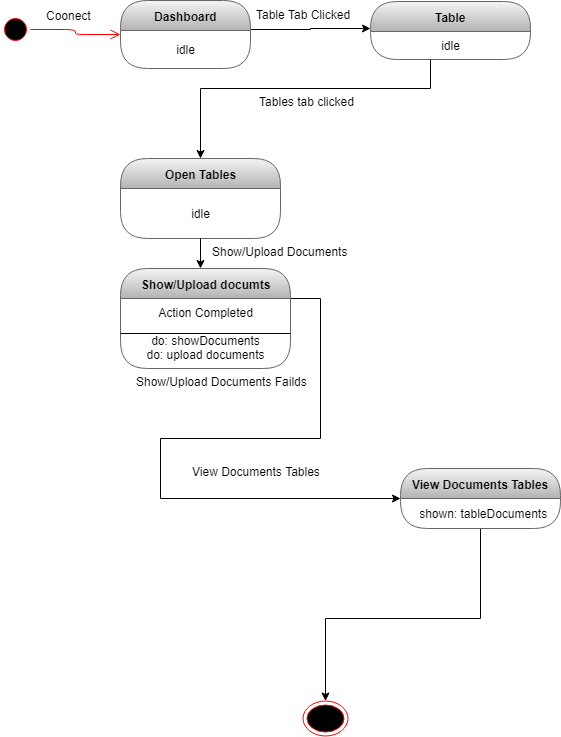 Coonect
Dashboard
idle
Table Tab Clicked
Table
idle
Tables tab clicked
Open Tables
idle
Show/Upload Documents
Show/Upload documts
Action Completed
do: showDocuments
do: upload documents
Show/Upload Documents Failds
View Documents Tables
View Documents Tables
shown: tableDocuments